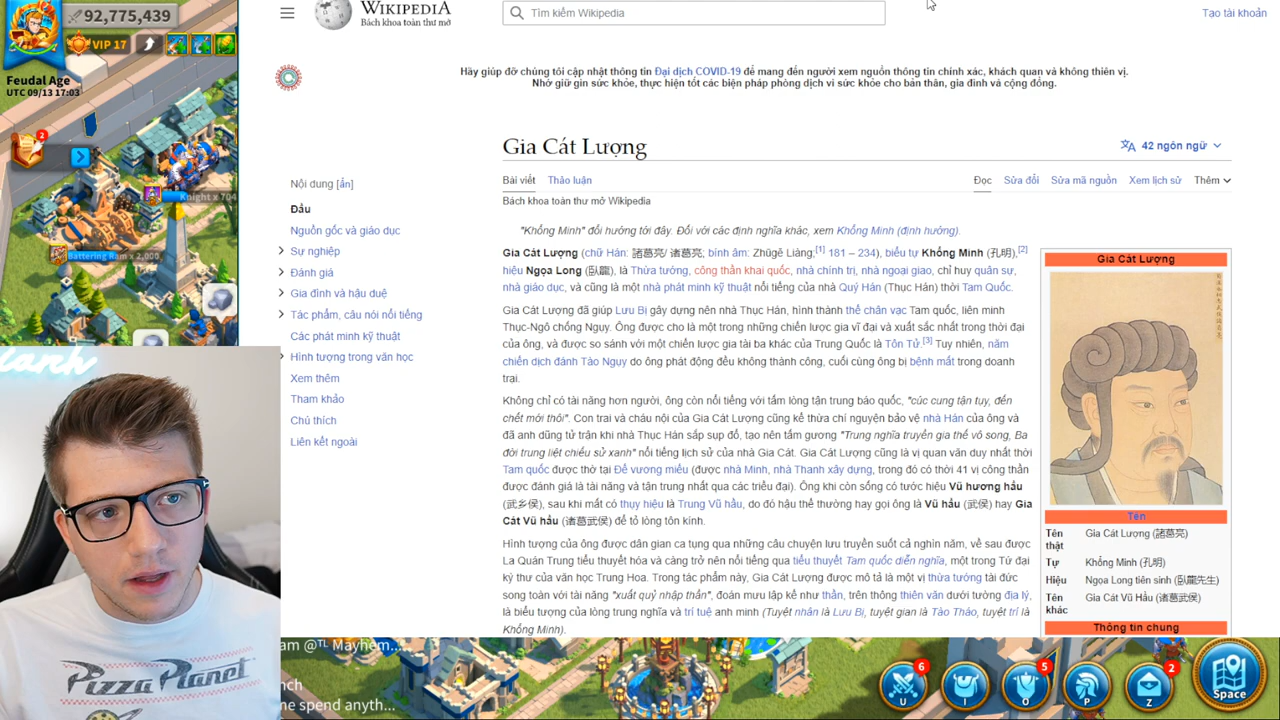 92,775,439
VIP 17
Feudal Age
UTC 09/13 17:03
2
Knight x 704
Battering Ram x 2,000
WIKIPEDIA
Bách khoa toàn thư mở
Tìm kiếm Wikipedia
Tạo tài khoản
Hãy giúp đỡ chúng tôi cập nhật thông tin Đại dịch COVID-19 để mang đến người xem nguồn thông tin chính xác, khách quan và không thiên vị.
Nhớ giữ gìn sức khỏe, thực hiện tốt các biện pháp phòng dịch vì sức khỏe cho bản thân, gia đình và cộng đồng.
Gia Cát Lượng
42 ngôn ngữ
Bài viết Thảo luận
Đọc Sửa đổi Sửa mã nguồn Xem lịch sử Thêm
Bách khoa toàn thư mở Wikipedia
Nội dung [ẩn]
Đầu
Nguồn gốc và giáo dục
Sự nghiệp
Đánh giá
Gia đình và hậu duệ
Tác phẩm, câu nói nổi tiếng
Các phát minh kỹ thuật
Hình tượng trong văn học
Xem thêm
Tham khảo
Chú thích
Liên kết ngoài
"Khổng Minh" đổi hướng tới đây. Đối với các định nghĩa khác, xem Khổng Minh (định hướng).
Gia Cát Lượng (chữ Hán: 諸葛亮/ 诸葛亮; bính âm: Zhūgě Liàng;[1] 181 – 234), biểu tự Khổng Minh (孔明),[2]
hiệu Ngọa Long (臥龍), là Thừa tướng, công thần khai quốc, nhà chính trị, nhà ngoại giao, chỉ huy quân sự,
nhà giáo dục, và cũng là một nhà phát minh kỹ thuật nổi tiếng của nhà Quý Hán (Thục Hán) thời Tam Quốc.
Gia Cát Lượng đã giúp Lưu Bị gây dựng nên nhà Thục Hán, hình thành thế chân vạc Tam quốc, liên minh
Thục-Ngô chống Ngụy. Ông được cho là một trong những chiến lược gia vĩ đại và xuất sắc nhất trong thời đại
của ông, và được so sánh với một chiến lược gia tài ba khác của Trung Quốc là Tôn Tử.[3] Tuy nhiên, năm
chiến dịch đánh Tào Ngụy do ông phát động đều không thành công, cuối cùng ông bị bệnh mất trong doanh
trại.
Không chỉ có tài năng hơn người, ông còn nổi tiếng với tấm lòng tận trung báo quốc, "cúc cung tận tụy, đến
chết mới thôi". Con trai và cháu nội của Gia Cát Lượng cũng kế thừa chí nguyện bảo vệ nhà Hán của ông và
đã anh dũng tử trận khi nhà Thục Hán sắp sụp đổ, tạo nên tấm gương "Trung nghĩa truyền gia thế vô song, Ba
đời trung liệt chiếu sử xanh" nổi tiếng lịch sử của nhà Gia Cát. Gia Cát Lượng cũng là vị quan văn duy nhất thời
Tam quốc được thờ tại Đế vương miếu (được nhà Minh, nhà Thanh xây dựng, trong đó có thời 41 vị công thần
được đánh giá là tài năng và tận trung nhất qua các triều đại). Ông khi còn sống có tước hiệu Vũ hương hầu
(武乡侯), sau khi mất có thụy hiệu là Trung Vũ hầu, do đó hậu thế thường hay gọi ông là Vũ hầu (武侯) hay Gia
Cát Vũ hầu (诸葛武侯) để tỏ lòng tôn kính.
Hình tượng của ông được dân gian ca tụng qua những câu chuyện lưu truyền suốt cả nghìn năm, về sau được
La Quán Trung tiểu thuyết hóa và càng trở nên nổi tiếng qua tiểu thuyết Tam quốc diễn nghĩa, một trong Tứ đại
kỳ thư của văn học Trung Hoa. Trong tác phẩm này, Gia Cát Lượng được mô tả là một vị thừa tướng tài đức
song toàn với tài năng "xuất quỷ nhập thần", đoán mưu lập kế như thần, trên thông thiên văn dưới tường địa lý,
là biểu tượng của lòng trung nghĩa và trí tuệ anh minh (Tuyệt nhân là Lưu Bị, tuyệt gian là Tào Tháo, tuyệt trí là
Khổng Minh).
Gia Cát Lượng
Tên
Tên thật Gia Cát Lượng (諸葛亮)
Tự Khổng Minh (孔明)
Hiệu Ngọa Long tiên sinh (臥龍先生)
Tên khác Gia Cát Vũ Hầu (诸葛武侯)
Thông tin chung
Pizza Planet
am @TL Mayhem....
nch
ne spend anyth...
6
U
I
5
O
P
2
Z
Space